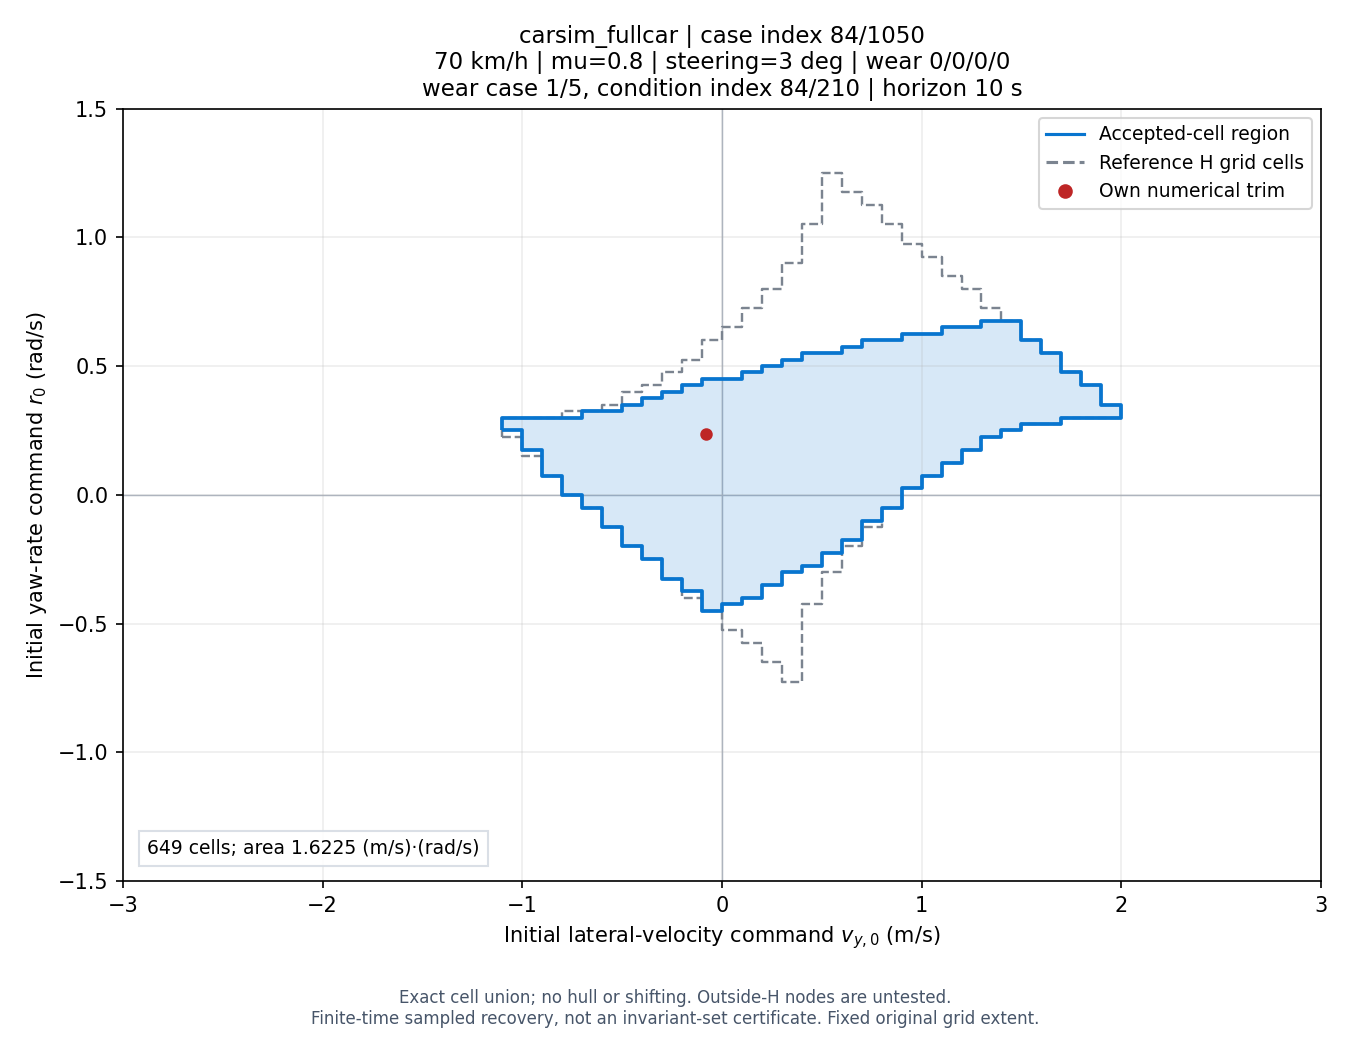 carsim_fullcar | case index 84/1050
70 km/h | mu=0.8 | steering=3 deg | wear 0/0/0/0
wear case 1/5, condition index 84/210 | horizon 10 s
Accepted-cell region
Reference H grid cells
Own numerical trim
1.5
1.0
0.5
0.0
−0.5
−1.0
−1.5
Initial yaw-rate command r0 (rad/s)
649 cells; area 1.6225 (m/s)·(rad/s)
−3
−2
−1
0
1
2
3
Initial lateral-velocity command vy,0 (m/s)
Exact cell union; no hull or shifting. Outside-H nodes are untested.
Finite-time sampled recovery, not an invariant-set certificate. Fixed original grid extent.